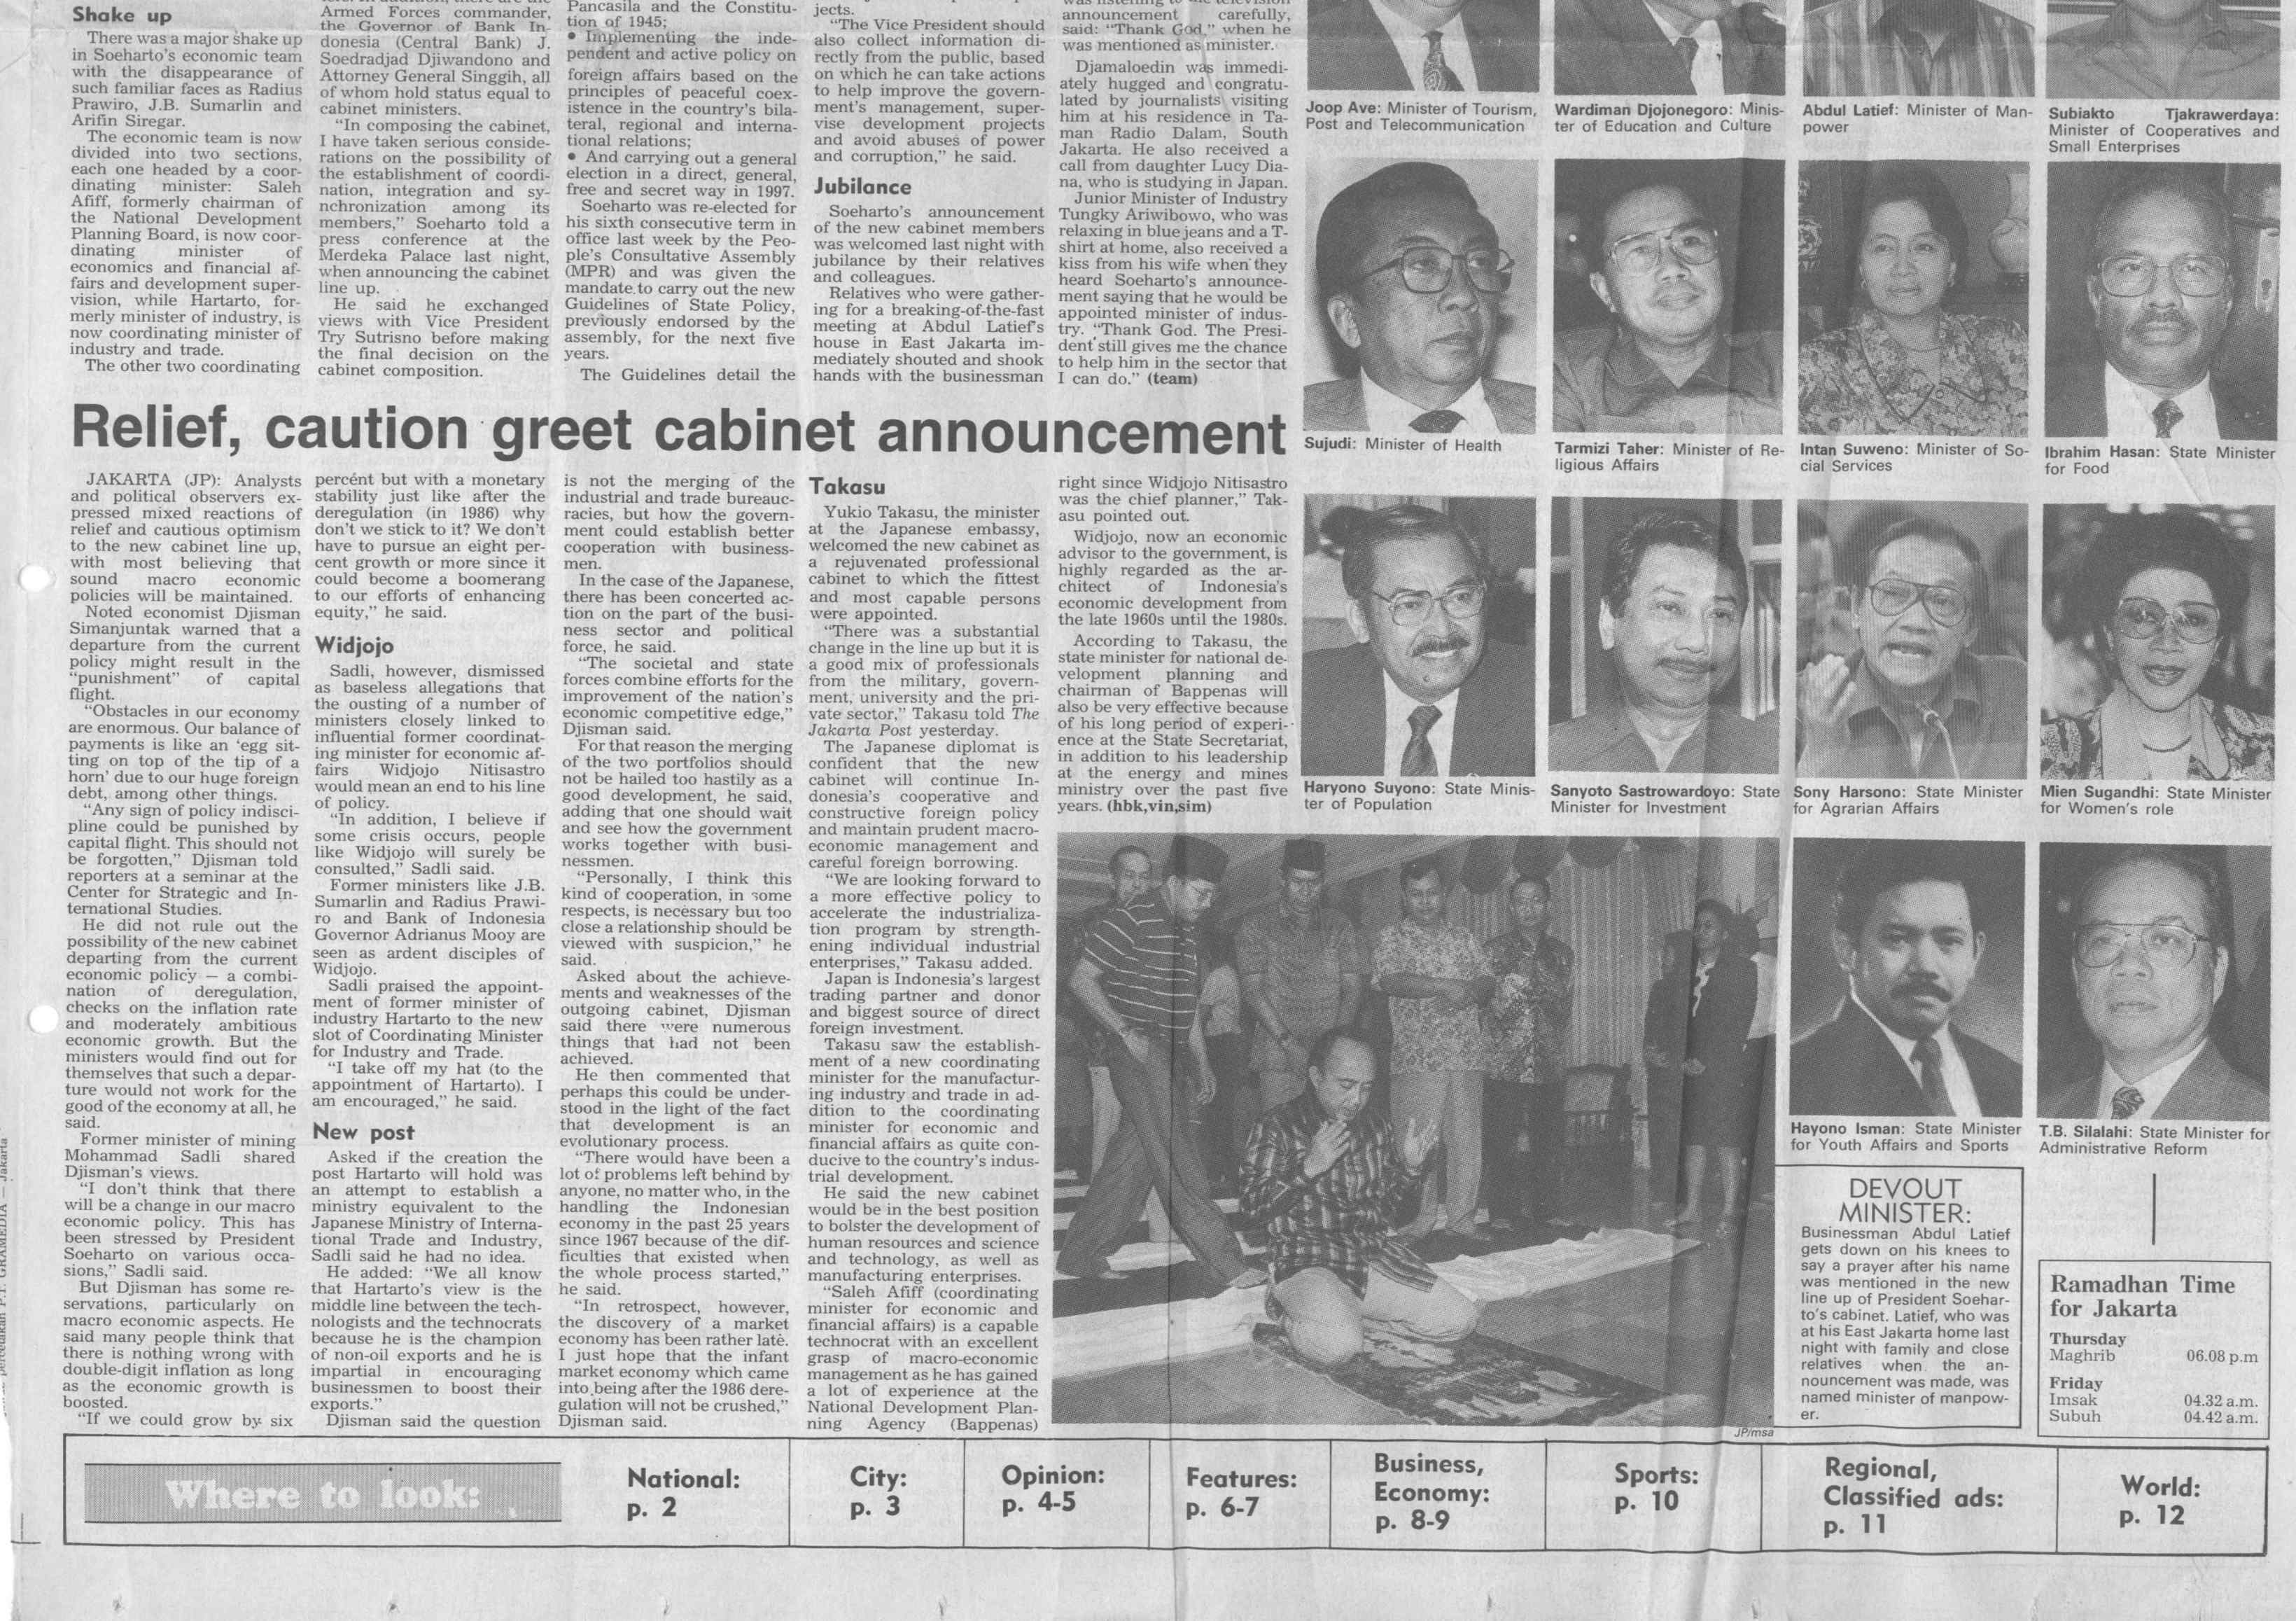 Shake up
There was a major shake up
in Soeharto's economic team
with the disappearance of
such familiar faces as Radius
Prawiro, J.B. Sumarlin and
Arifin Siregar.
The economic team is now
divided into two sections,
each one headed by a coor-
dinating minister: Saleh
Afiff, formerly chairman of
the National Development
Planning Board, is now coor-
dinating minister of
economics and financial af-
fairs and development super-
vision, while Hartarto, for-
merly minister of industry, is
now coordinating minister of
industry and trade.
The other two coordinating
Armed Forces commander,
the Governor of Bank In-
donesia (Central Bank) J.
Soedradjad Djiwandono and
Attorney General Singgih, all
of whom hold status equal to
cabinet ministers.
"In composing the cabinet,
I have taken serious conside-
rations on the possibility of
the establishment of coordi-
nation, integration and sy-
nchronization among its
members," Soeharto told a
press conference at the
Merdeka Palace last night,
when announcing the cabinet
line up.
He said he exchanged
views with Vice President
Try Sutrisno before making
the final decision on the
cabinet composition.
Pancasila and the Constitu-
tion of 1945;
• Implementing the inde-
pendent and active policy on
foreign affairs based on the
principles of peaceful coex-
istence in the country's bila-
teral, regional and interna-
tional relations;
• And carrying out a general
election in a direct, general,
free and secret way in 1997.
Soeharto was re-elected for
his sixth consecutive term in
office last week by the Peo-
ple's Consultative Assembly
(MPR) and was given the
mandate to carry out the new
Guidelines of State Policy,
previously endorsed by the
assembly, for the next five
years.
The Guidelines detail the
jects.
"The Vice President should
also collect information di-
rectly from the public, based
on which he can take actions
to help improve the govern-
ment's management, super-
vise development projects
and avoid abuses of power
and corruption," he said.
Jubilance
Soeharto's announcement
of the new cabinet members
was welcomed last night with
jubilance by their relatives
and colleagues.
Relatives who were gather-
ing for a breaking-of-the-fast
meeting at Abdul Latief's
house in East Jakarta im-
mediately shouted and shook
hands with the businessman
was listening to the television
announcement carefully,
said: "Thank God," when he
was mentioned as minister.
Djamaloedin was immedi-
ately hugged and congratu-
lated by journalists visiting
him at his residence in Ta-
man Radio Dalam, South
Jakarta. He also received a
call from daughter Lucy Dia-
na, who is studying in Japan.
Junior Minister of Industry
Tungky Ariwibowo, who was
relaxing in blue jeans and a T-
shirt at home, also received a
kiss from his wife when they
heard Soeharto's announce-
ment saying that he would be
appointed minister of indus-
try. "Thank God. The Presi-
dent still gives me the chance
to help him in the sector that
I can do." (team)
Joop Ave: Minister of Tourism,
Post and Telecommunication
Wardiman Djojonegoro: Minis-
ter of Education and Culture
Abdul Latief: Minister of Man-
power
Subiakto Tjakrawerdaya:
Minister of Cooperatives and
Small Enterprises
Sujudi: Minister of Health
Tarmizi Taher: Minister of Re-
ligious Affairs
Intan Suweno: Minister of So-
cial Services
Ibrahim Hasan: State Minister
for Food
Haryono Suyono: State Minis-
ter of Population
Sanyoto Sastrowardoyo: State
Minister for Investment
Sony Harsono: State Minister
for Agrarian Affairs
Mien Sugandhi: State Minister
for Women's role
Hayono Isman: State Minister
for Youth Affairs and Sports
T.B. Silalahi: State Minister for
Administrative Reform
Relief, caution greet cabinet announcement
JAKARTA (JP): Analysts
and political observers ex-
pressed mixed reactions of
relief and cautious optimism
to the new cabinet line up,
with most believing that
sound macro economic
policies will be maintained.
Noted economist Djisman
Simanjuntak warned that a
departure from the current
policy might result in the
"punishment" of capital
flight.
"Obstacles in our economy
are enormous. Our balance of
payments is like an 'egg sit-
ting on top of the tip of a
horn' due to our huge foreign
debt, among other things.
"Any sign of policy indisci-
pline could be punished by
capital flight. This should not
be forgotten," Djisman told
reporters at a seminar at the
Center for Strategic and In-
ternational Studies.
He did not rule out the
possibility of the new cabinet
departing from the current
economic policy — a combi-
nation of deregulation,
checks on the inflation rate
and moderately ambitious
economic growth. But the
ministers would find out for
themselves that such a depar-
ture would not work for the
good of the economy at all, he
said.
Former minister of mining
Mohammad Sadli shared
Djisman's views.
"I don't think that there
will be a change in our macro
economic policy. This has
been stressed by President
Soeharto on various occa-
sions," Sadli said.
But Djisman has some re-
servations, particularly on
macro economic aspects. He
said many people think that
there is nothing wrong with
double-digit inflation as long
as the economic growth is
boosted.
"If we could grow by six
percent but with a monetary
stability just like after the
deregulation (in 1986) why
don't we stick to it? We don't
have to pursue an eight per-
cent growth or more since it
could become a boomerang
to our efforts of enhancing
equity," he said.
Widjojo
Sadli, however, dismissed
as baseless allegations that
the ousting of a number of
ministers closely linked to
influential former coordinat-
ing minister for economic af-
fairs Widjojo Nitisastro
would mean an end to his line
of policy.
"In addition, I believe if
some crisis occurs, people
like Widjojo will surely be
consulted," Sadli said.
Former ministers like J.B.
Sumarlin and Radius Prawi-
ro and Bank of Indonesia
Governor Adrianus Mooy are
seen as ardent disciples of
Widjojo.
Sadli praised the appoint-
ment of former minister of
industry Hartarto to the new
slot of Coordinating Minister
for Industry and Trade.
"I take off my hat (to the
appointment of Hartarto). I
am encouraged," he said.
New post
Asked if the creation the
post Hartarto will hold was
an attempt to establish a
ministry equivalent to the
Japanese Ministry of Interna-
tional Trade and Industry,
Sadli said he had no idea.
He added: "We all know
that Hartarto's view is the
middle line between the tech-
nologists and the technocrats
because he is the champion
of non-oil exports and he is
impartial in encouraging
businessmen to boost their
exports."
Djisman said the question
is not the merging of the
industrial and trade bureauc-
racies, but how the govern-
ment could establish better
cooperation with business-
men.
In the case of the Japanese,
there has been concerted ac-
tion on the part of the busi-
ness sector and political
force, he said.
"The societal and state
forces combine efforts for the
improvement of the nation's
economic competitive edge,"
Djisman said.
For that reason the merging
of the two portfolios should
not be hailed too hastily as a
good development, he said,
adding that one should wait
and see how the government
works together with busi-
nessmen.
"Personally, I think this
kind of cooperation, in some
respects, is necessary but too
close a relationship should be
viewed with suspicion," he
said.
Asked about the achieve-
ments and weaknesses of the
outgoing cabinet, Djisman
said there were numerous
things that had not been
achieved.
He then commented that
perhaps this could be under-
stood in the light of the fact
that development is an
evolutionary process.
"There would have been a
lot of problems left behind by
anyone, no matter who, in the
handling the Indonesian
economy in the past 25 years
since 1967 because of the dif-
ficulties that existed when
the whole process started,"
he said.
"In retrospect, however,
the discovery of a market
economy has been rather late.
I just hope that the infant
market economy which came
into being after the 1986 dere-
gulation will not be crushed,"
Djisman said.
Takasu
Yukio Takasu, the minister
at the Japanese embassy,
welcomed the new cabinet as
a rejuvenated professional
cabinet to which the fittest
and most capable persons
were appointed.
"There was a substantial
change in the line up but it is
a good mix of professionals
from the military, govern-
ment, university and the pri-
vate sector," Takasu told The
Jakarta Post yesterday.
The Japanese diplomat is
confident that the new
cabinet will continue In-
donesia's cooperative and
constructive foreign policy
and maintain prudent macro-
economic management and
careful foreign borrowing.
"We are looking forward to
a more effective policy to
accelerate the industrializa-
tion program by strength-
ening individual industrial
enterprises," Takasu added.
Japan is Indonesia's largest
trading partner and donor
and biggest source of direct
foreign investment.
Takasu saw the establish-
ment of a new coordinating
minister for the manufactur-
ing industry and trade in ad-
dition to the coordinating
minister for economic and
financial affairs as quite con-
ducive to the country's indus-
trial development.
He said the new cabinet
would be in the best position
to bolster the development of
human resources and science
and technology, as well as
manufacturing enterprises.
"Saleh Afiff (coordinating
minister for economic and
financial affairs) is a capable
technocrat with an excellent
grasp of macro-economic
management as he has gained
a lot of experience at the
National Development Plan-
ning Agency (Bappenas)
right since Widjojo Nitisastro
was the chief planner," Tak-
asu pointed out.
Widjojo, now an economic
advisor to the government, is
highly regarded as the ar-
chitect of Indonesia's
economic development from
the late 1960s until the 1980s.
According to Takasu, the
state minister for national de-
velopment planning and
chairman of Bappenas will
also be very effective because
of his long period of experi-
ence at the State Secretariat,
in addition to his leadership
at the energy and mines
ministry over the past five
years. (hbk,vin,sim)
JP/msa
DEVOUT
MINISTER:
Businessman Abdul Latief
gets down on his knees to
say a prayer after his name
was mentioned in the new
line up of President Soehar-
to's cabinet. Latief, who was
at his East Jakarta home last
night with family and close
relatives when the an-
nouncement was made, was
named minister of manpow-
er.
Ramadhan Time
for Jakarta
Thursday
Maghrib 06.08 p.m
Friday
Imsak 04.32 a.m.
Subuh 04.42 a.m.
Where to look:
National:
p. 2
City:
p. 3
Opinion:
p. 4-5
Features:
p. 6-7
Business,
Economy:
p. 8-9
Sports:
p. 10
Regional,
Classified ads:
p. 11
World:
p. 12
percetakan P.T. GRAMEDIA — Jakarta